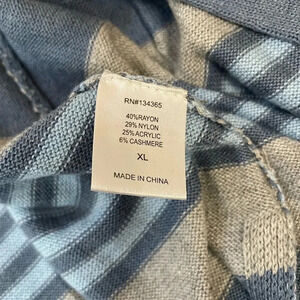 RN#134365
40%RAYON
29%NYLON
25%ACRYLIC
6%CASHMERE
XL
MADE IN CHINA